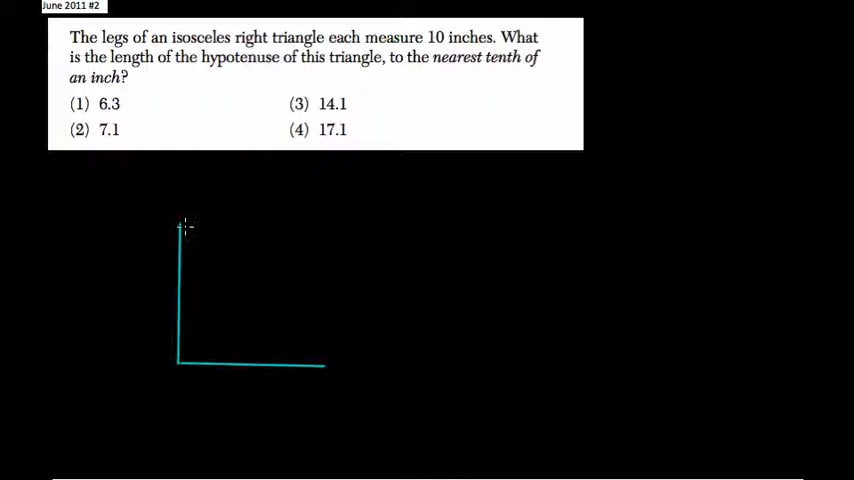 June 2011 #2
The legs of an isosceles right triangle each measure 10 inches. What
is the length of the hypotenuse of this triangle, to the nearest tenth of
an inch?
(1) 6.3 (3) 14.1
(2) 7.1 (4) 17.1